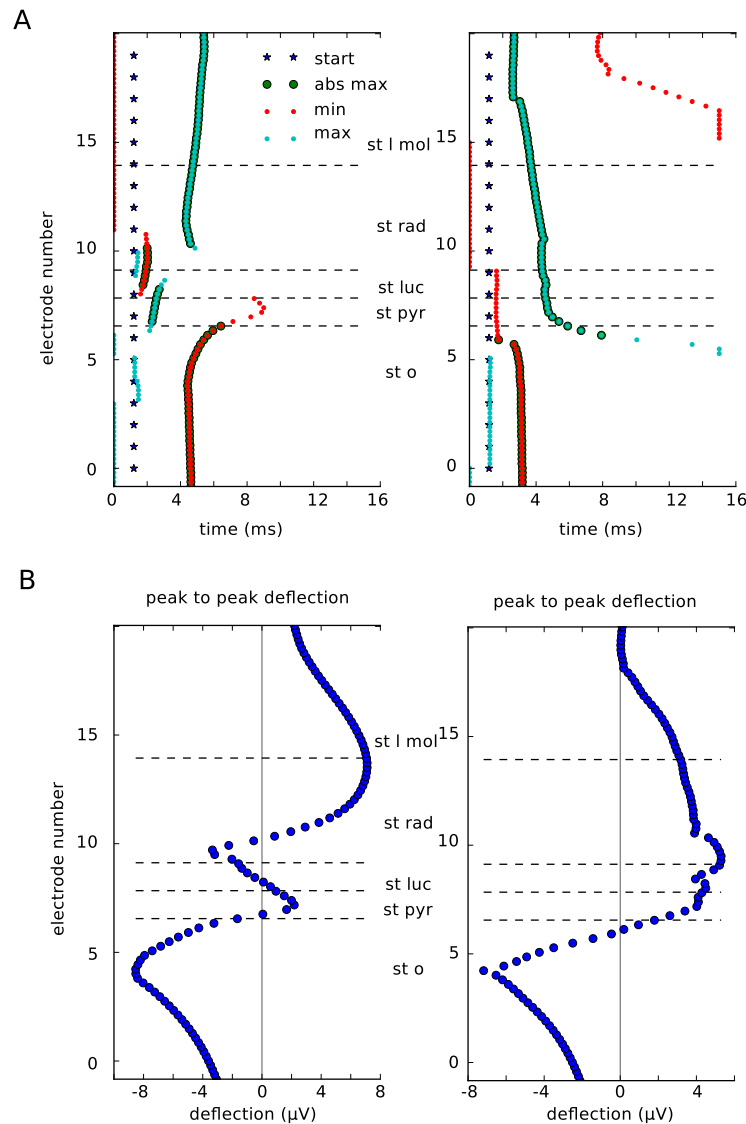 A
start
abs max
min
max
15
10
5
0
st l mol
st rad
st luc
st pyr
st o
15
10
5
0
electrode number
0 4 8 12 16
0 4 8 12 16
time (ms)
time (ms)
B
peak to peak deflection
peak to peak deflection
15
10
5
0
st l mol
st rad
st luc
st pyr
st o
15
10
5
0
electrode number
-8 -4 0 4 8
-8 -4 0 4
deflection (μV)
deflection (μV)